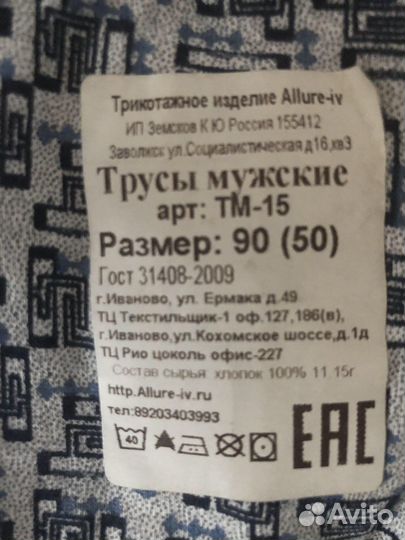 Трикотажное изделие Allure-iv
ИП Земсков К Ю Россия 155412
Заволжск ул.Социалистическая д16,кв3
Трусы мужские
арт: ТМ-15
Размер: 90 (50)
Гост 31408-2009
г.Иваново, ул. Ермака д.49
ТЦ Текстильщик-1 оф.127,186(в),
г.Иваново,ул.Кохомское шоссе,д.1д
ТЦ Рио цоколь офис-227
Состав сырья хлопок 100% 11.15г
http.Allure-iv.ru
тел:89203403993
40
EAC
Avito